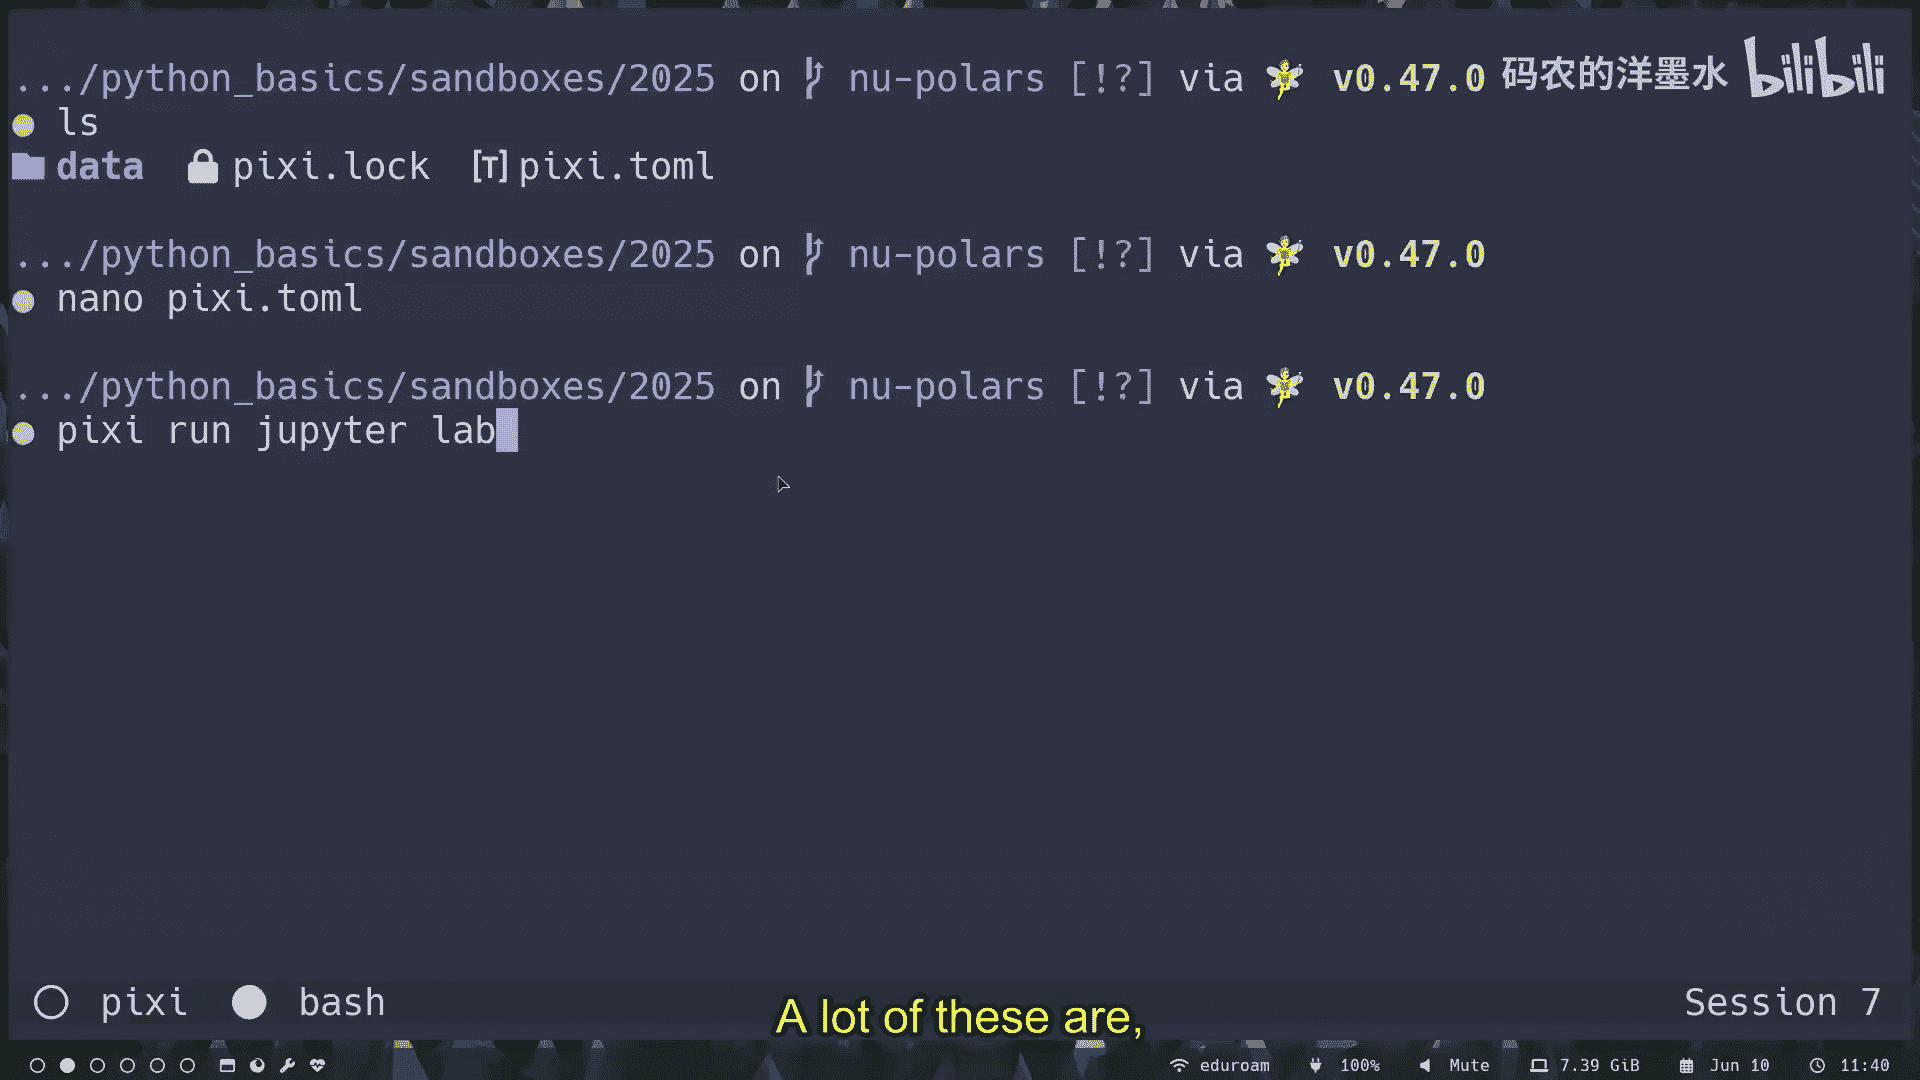 .../python_basics/sandboxes/2025 on nu-polars [!?] via v0.47.0 码农的洋墨水 bilibili
ls
data pixi.lock [T] pixi.toml
.../python_basics/sandboxes/2025 on nu-polars [!?] via v0.47.0
nano pixi.toml
.../python_basics/sandboxes/2025 on nu-polars [!?] via v0.47.0
pixi run jupyter lab
pixi bash Session 7
A lot of these are,
eduroam 100% Mute 7.39 GiB Jun 10 11:40